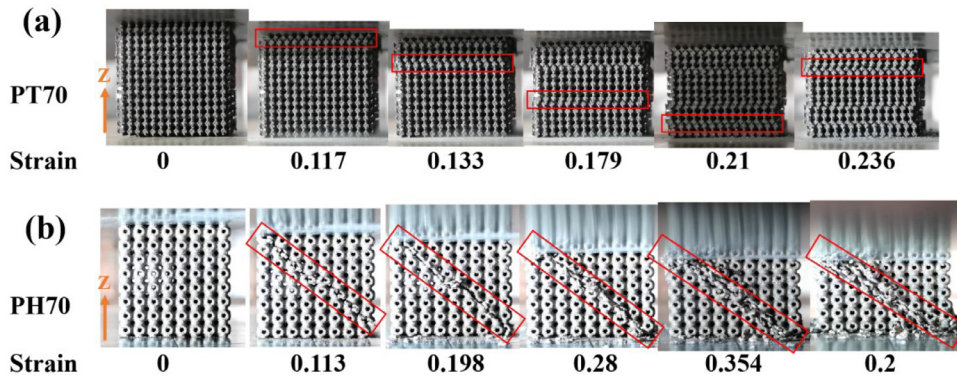 (a)
PT70
Z
Strain 0 0.117 0.133 0.179 0.21 0.236
(b)
PH70
Z
Strain 0 0.113 0.198 0.28 0.354 0.2